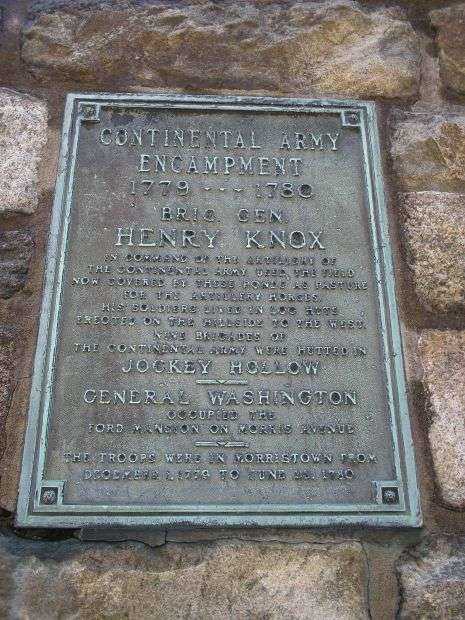 CONTINENTAL ARMY
ENCAMPMENT
1779 --- 1780
BRIG. GEN.
HENRY KNOX
IN COMMAND OF THE ARTILLERY OF
THE CONTINENTAL ARMY USED THE FIELD
NOW COVERED BY THESE PONDS AS PASTURE
FOR THE ARTILLERY HORSES.
HIS SOLDIERS LIVED IN LOG HUTS
ERECTED ON THE HILLSIDE TO THE WEST.
NINE BRIGADES OF
THE CONTINENTAL ARMY WERE HUTTED IN
JOCKEY HOLLOW
GENERAL WASHINGTON
OCCUPIED THE
FORD MANSION ON MORRIS AVENUE
THE TROOPS WERE IN MORRISTOWN FROM
DECEMBER 1, 1779 TO JUNE 1780